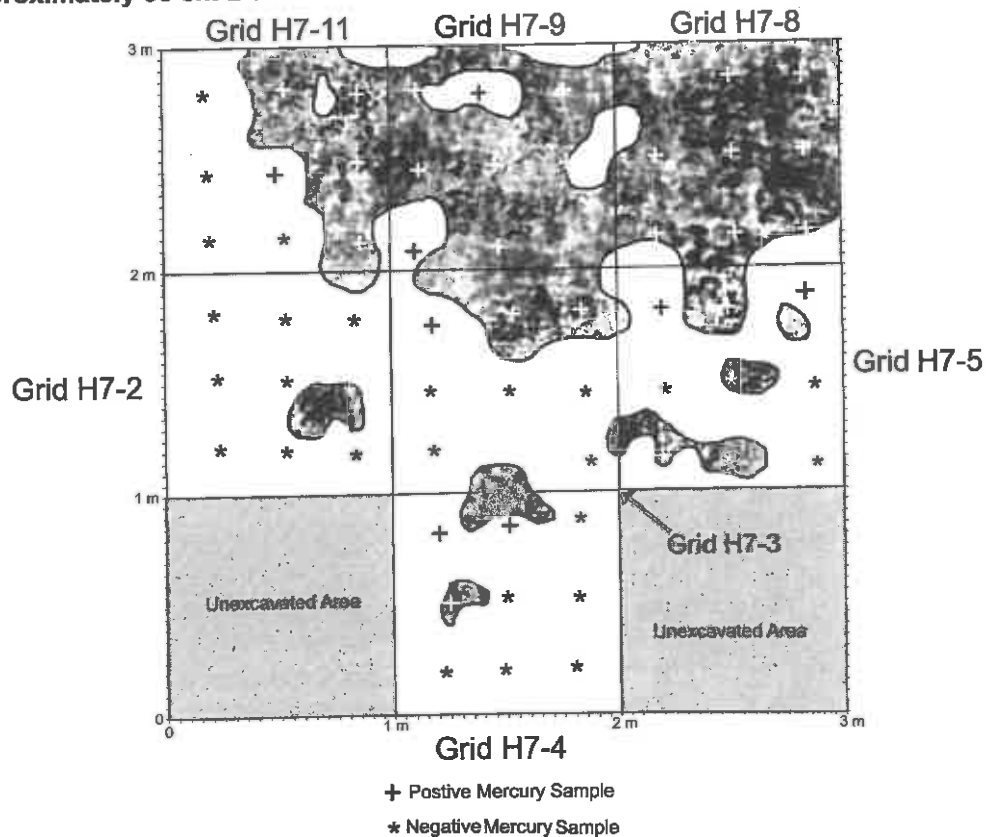 Grid H7-11
Grid H7-9
Grid H7-8
3 m
2 m
Grid H7-2
Grid H7-5
1 m
Grid H7-3
Unexcavated Area
Unexcavated Area
0
0
1 m
2 m
3 m
Grid H7-4
+ Postive Mercury Sample
* Negative Mercury Sample